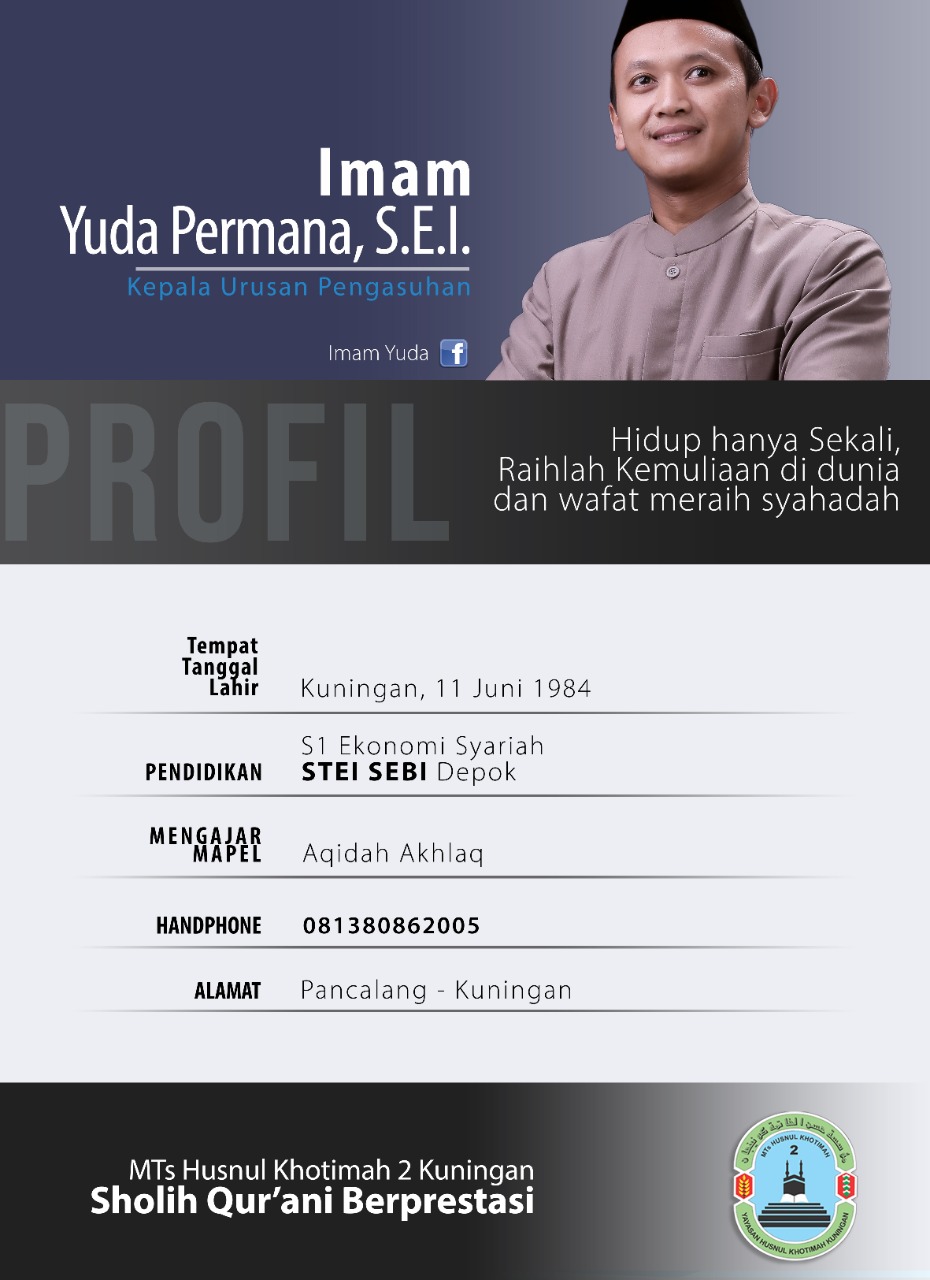 Imam
Yuda Permana, S.E.I.
Kepala Urusan Pengasuhan
Imam Yuda f
PROFIL
Hidup hanya Sekali,
Raihlah Kemuliaan di dunia
dan wafat meraih syahadah
Tempat
Tanggal
Lahir
Kuningan, 11 Juni 1984
PENDIDIKAN
S1 Ekonomi Syariah
STEI SEBI Depok
MENGAJAR
MAPEL
Aqidah Akhlaq
HANDPHONE
081380862005
ALAMAT
Pancalang - Kuningan
MTs Husnul Khotimah 2 Kuningan
Sholih Qur'ani Berprestasi
MTs HUSNUL KHOTIMAH
2
YAYASAN HUSNUL KHOTIMAH KUNINGAN